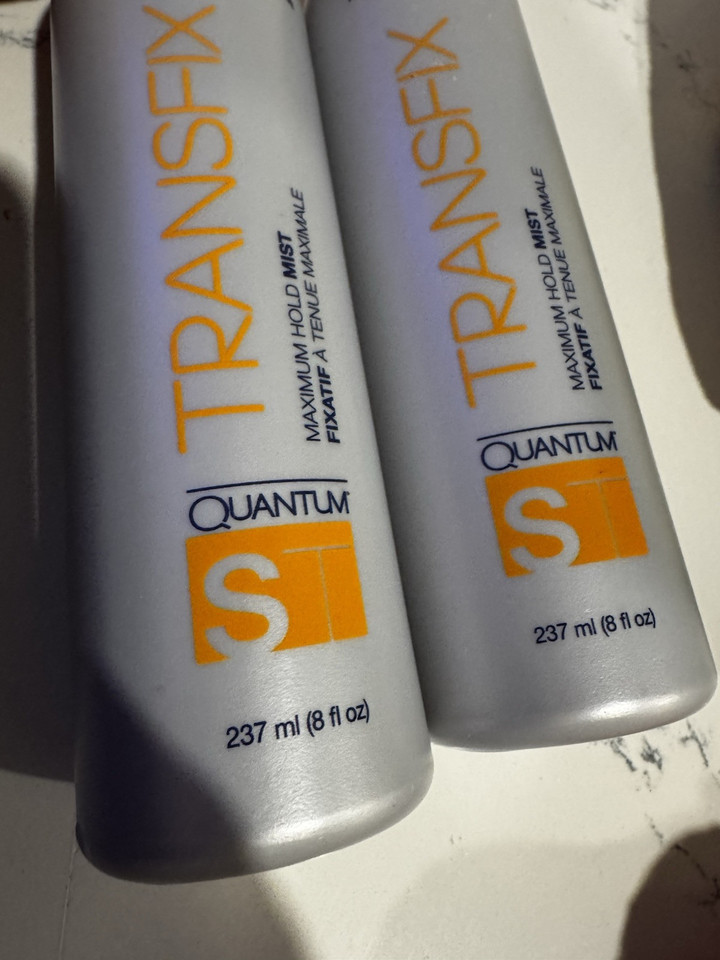 TRANSFIX
MAXIMUM HOLD MIST
FIXATIF À TENUE MAXIMALE
QUANTUM
ST
237 ml (8 fl oz)
TRANSFIX
MAXIMUM HOLD MIST
FIXATIF À TENUE MAXIMALE
QUANTUM
ST
237 ml (8 fl oz)